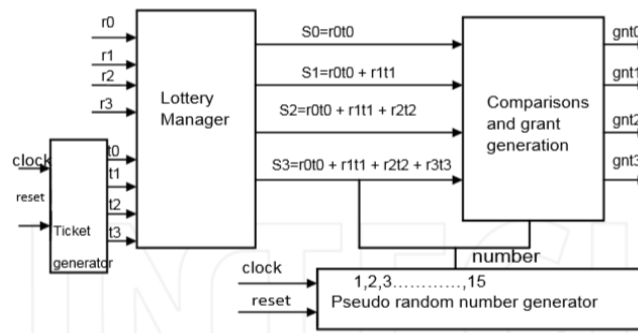 r0
r1
r2
r3
Lottery
Manager
S0=r0t0
S1=r0t0 + r1t1
S2=r0t0 + r1t1 + r2t2
S3=r0t0 + r1t1 + r2t2 + r3t3
Comparisons
and grant
generation
gnt0
gnt1
gnt2
gnt3
clock
reset
Ticket
generator
t0
t1
t2
t3
number
clock
reset
1,2,3............,15
Pseudo random number generator